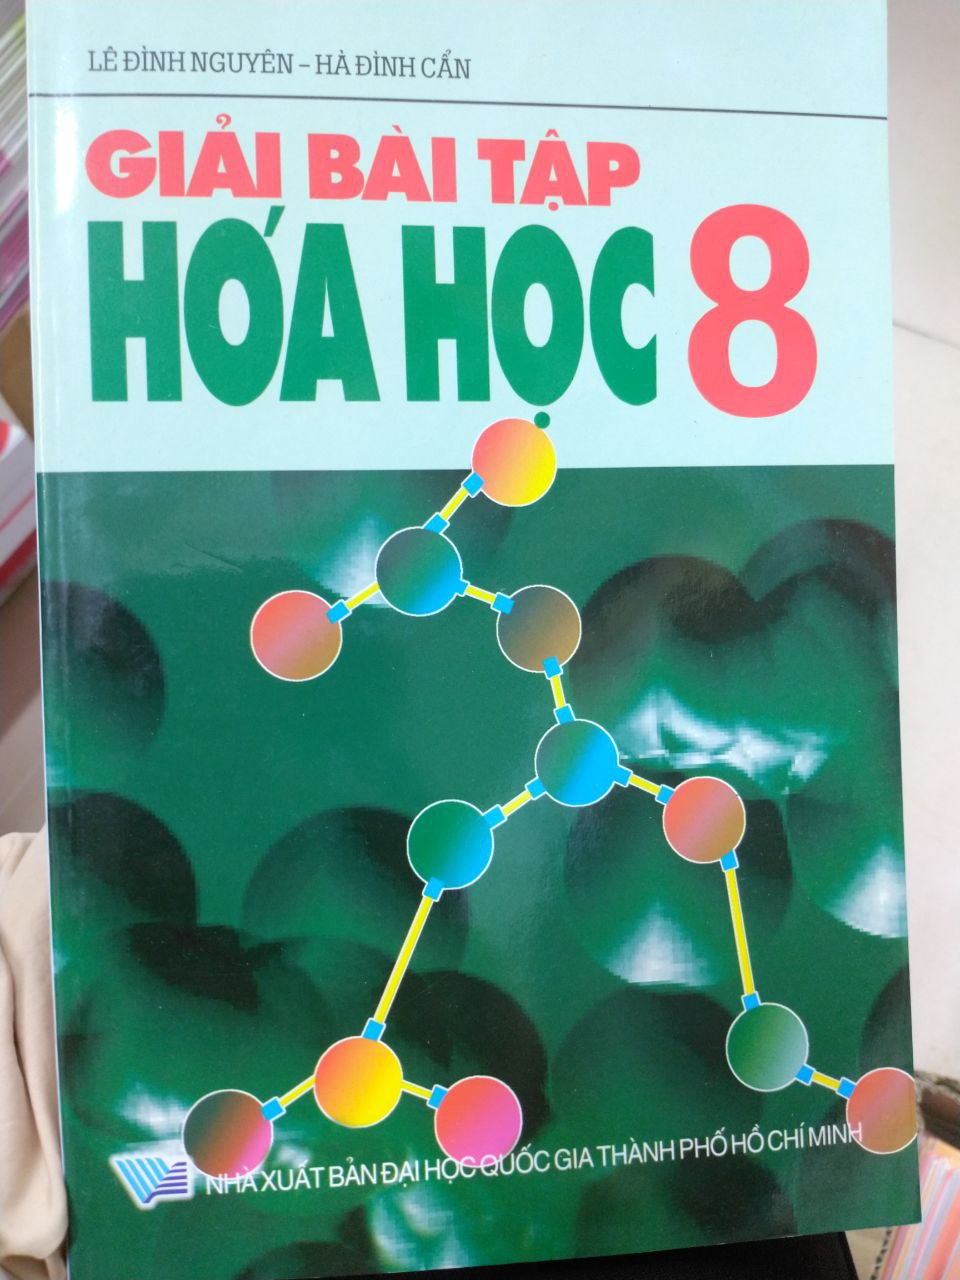 LÊ ĐÌNH NGUYÊN – HÀ ĐÌNH CẨN
GIẢI BÀI TẬP
HÓA HỌC 8
NHÀ XUẤT BẢN ĐẠI HỌC QUỐC GIA THÀNH PHỐ HỒ CHÍ MINH